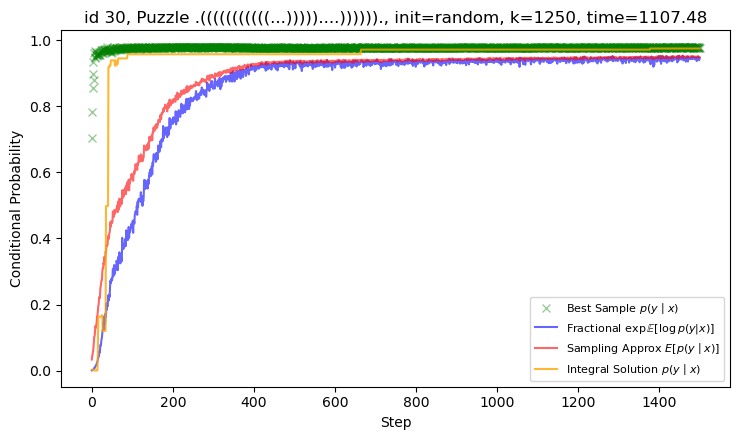 id 30, Puzzle .(((((((((((...)))))....))))))., init=random, k=1250, time=1107.48
Conditional Probability
1.0
0.8
0.6
0.4
0.2
0.0
Best Sample p(y | x)
Fractional exp𝔼[log p(y|x)]
Sampling Approx E[p(y | x)]
Integral Solution p(y | x)
0 200 400 600 800 1000 1200 1400
Step